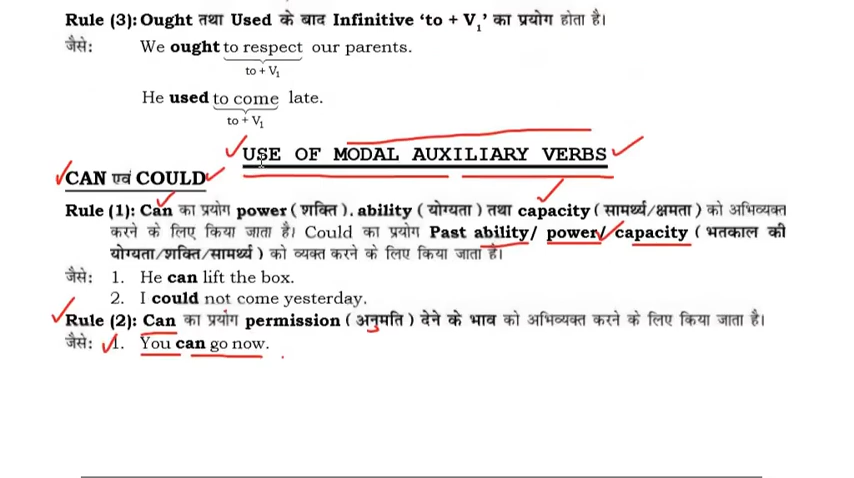 Rule (3): Ought तथा Used के बाद Infinitive ‘to + V₁’ का प्रयोग होता है।
जैसे: We ought to respect our parents.
to + V₁
He used to come late.
to + V₁
USE OF MODAL AUXILIARY VERBS
CAN एवं COULD
Rule (1): Can का प्रयोग power ( शक्ति ), ability ( योग्यता ) तथा capacity ( सामर्थ्य/क्षमता ) को अभिव्यक्त
करने के लिए किया जाता है। Could का प्रयोग Past ability/ power/ capacity ( भतकाल की
योग्यता/शक्ति/सामर्थ्य ) को व्यक्त करने के लिए किया जाता है।
जैसे: 1. He can lift the box.
2. I could not come yesterday.
Rule (2): Can का प्रयोग permission ( अनुमति ) देने के भाव को अभिव्यक्त करने के लिए किया जाता है।
जैसे: 1. You can go now.